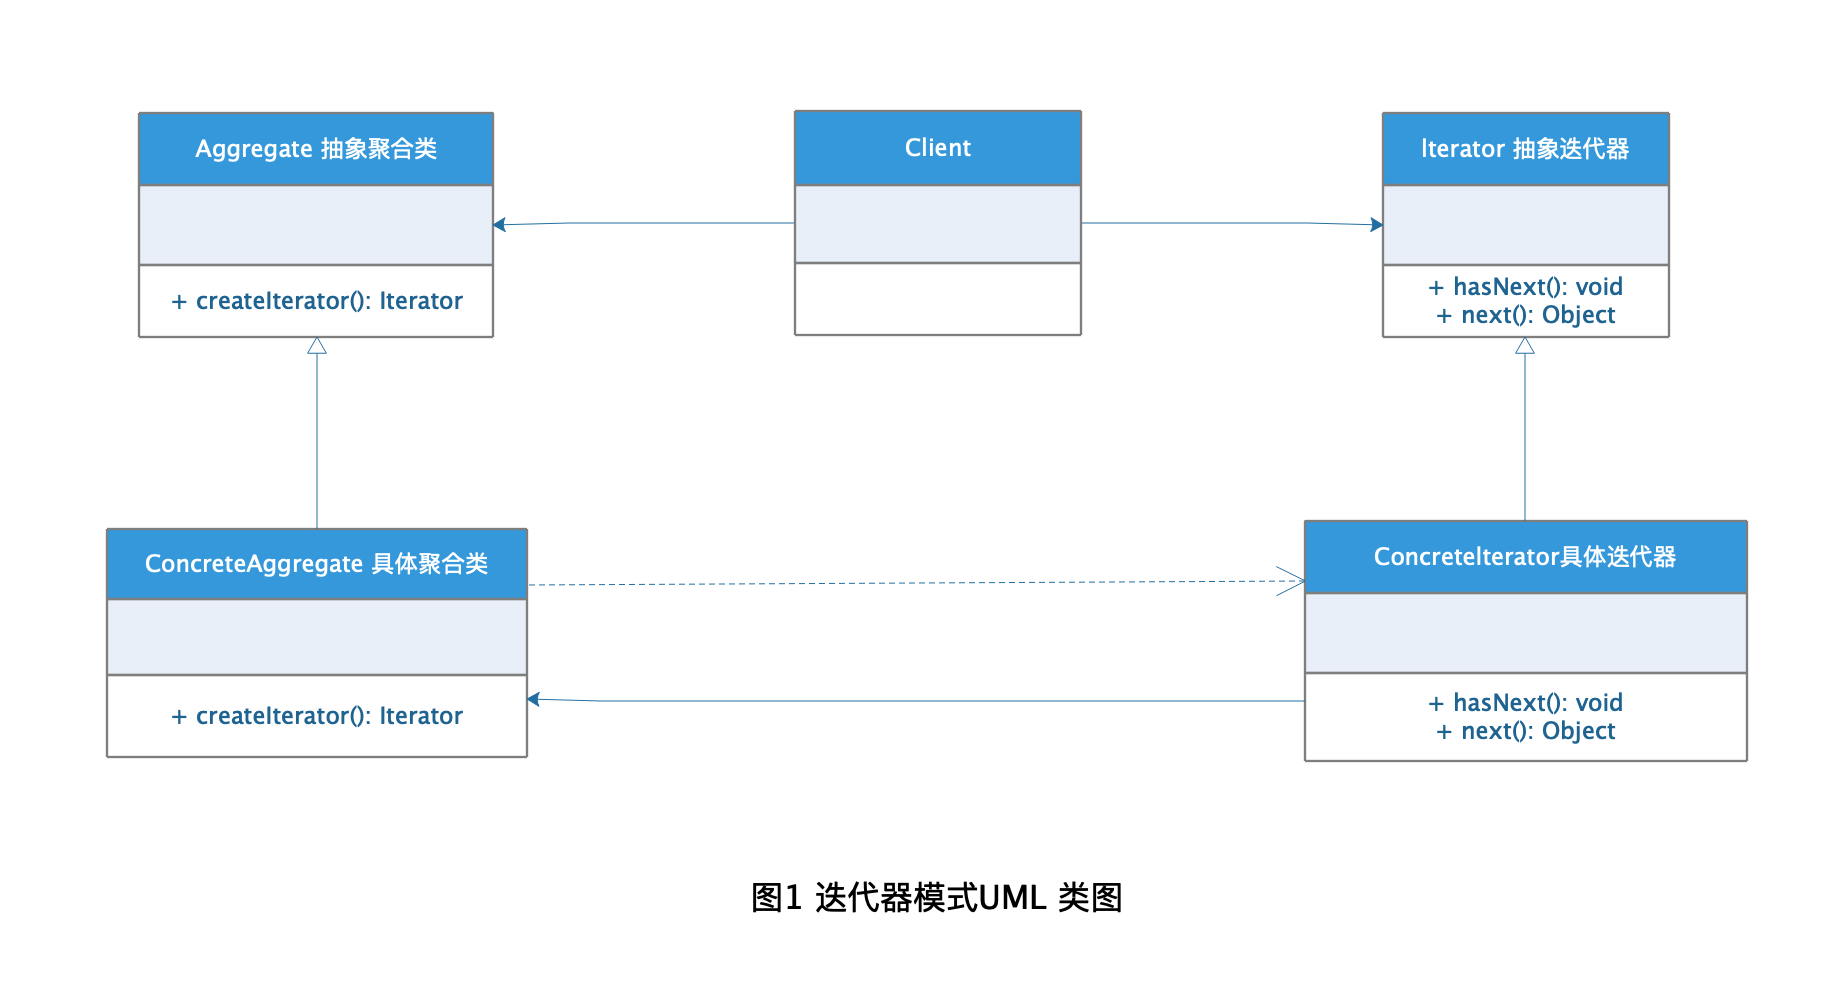 Aggregate 抽象聚合类
+ createIterator(): Iterator
Client
Iterator 抽象迭代器
+ hasNext(): void
+ next(): Object
ConcreteAggregate 具体聚合类
+ createIterator(): Iterator
ConcreteIterator具体迭代器
+ hasNext(): void
+ next(): Object
图1 迭代器模式UML 类图